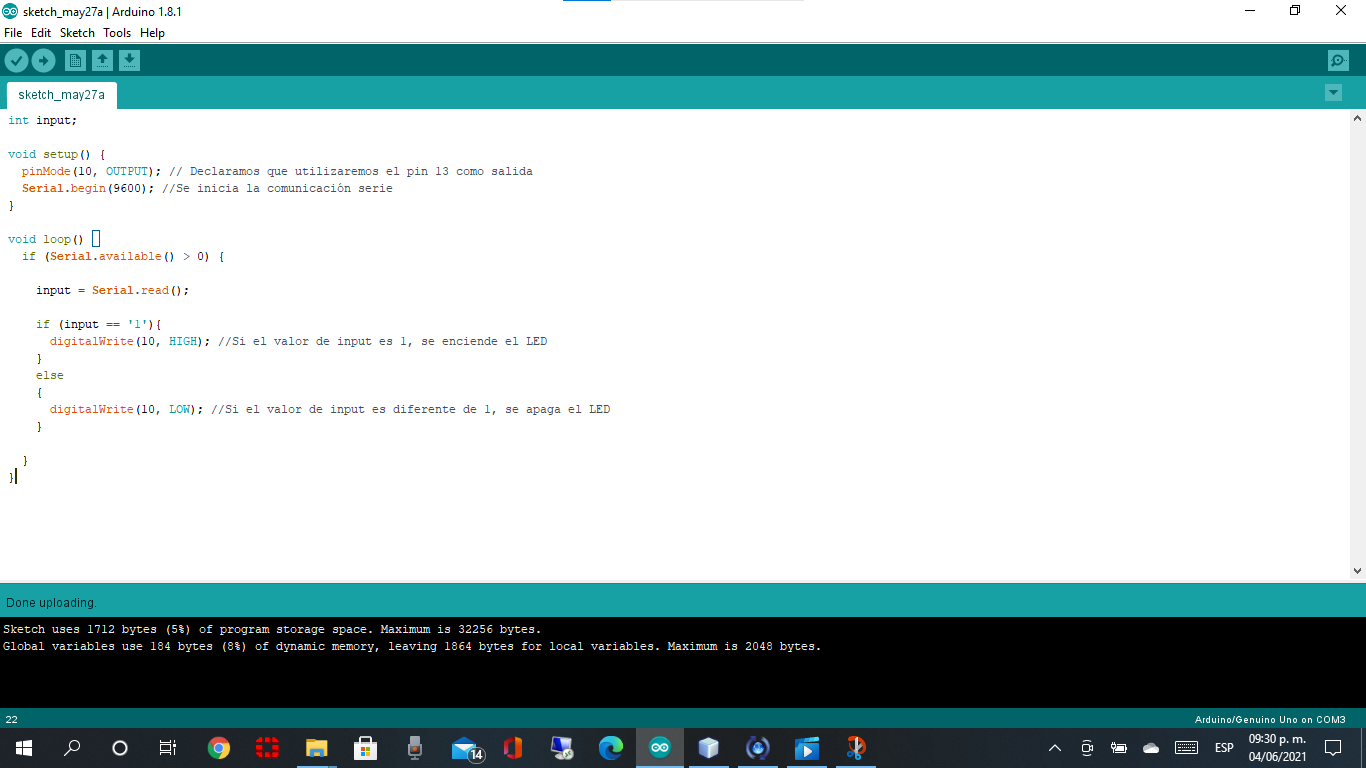 sketch_may27a | Arduino 1.8.1
File Edit Sketch Tools Help
sketch_may27a
int input;
void setup() {
pinMode(10, OUTPUT); // Declaramos que utilizaremos el pin 13 como salida
Serial.begin(9600); //Se inicia la comunicación serie
}
void loop() 
if (Serial.available() > 0) {
input = Serial.read();
if (input == '1'){
digitalWrite(10, HIGH); //Si el valor de input es 1, se enciende el LED
}
else
{
digitalWrite(10, LOW); //Si el valor de input es diferente de 1, se apaga el LED
}
}
}
Done uploading.
Sketch uses 1712 bytes (5%) of program storage space. Maximum is 32256 bytes.
Global variables use 184 bytes (8%) of dynamic memory, leaving 1864 bytes for local variables. Maximum is 2048 bytes.
22 Arduino/Genuino Uno on COM3
14
ESP
09:30 p. m.
04/06/2021